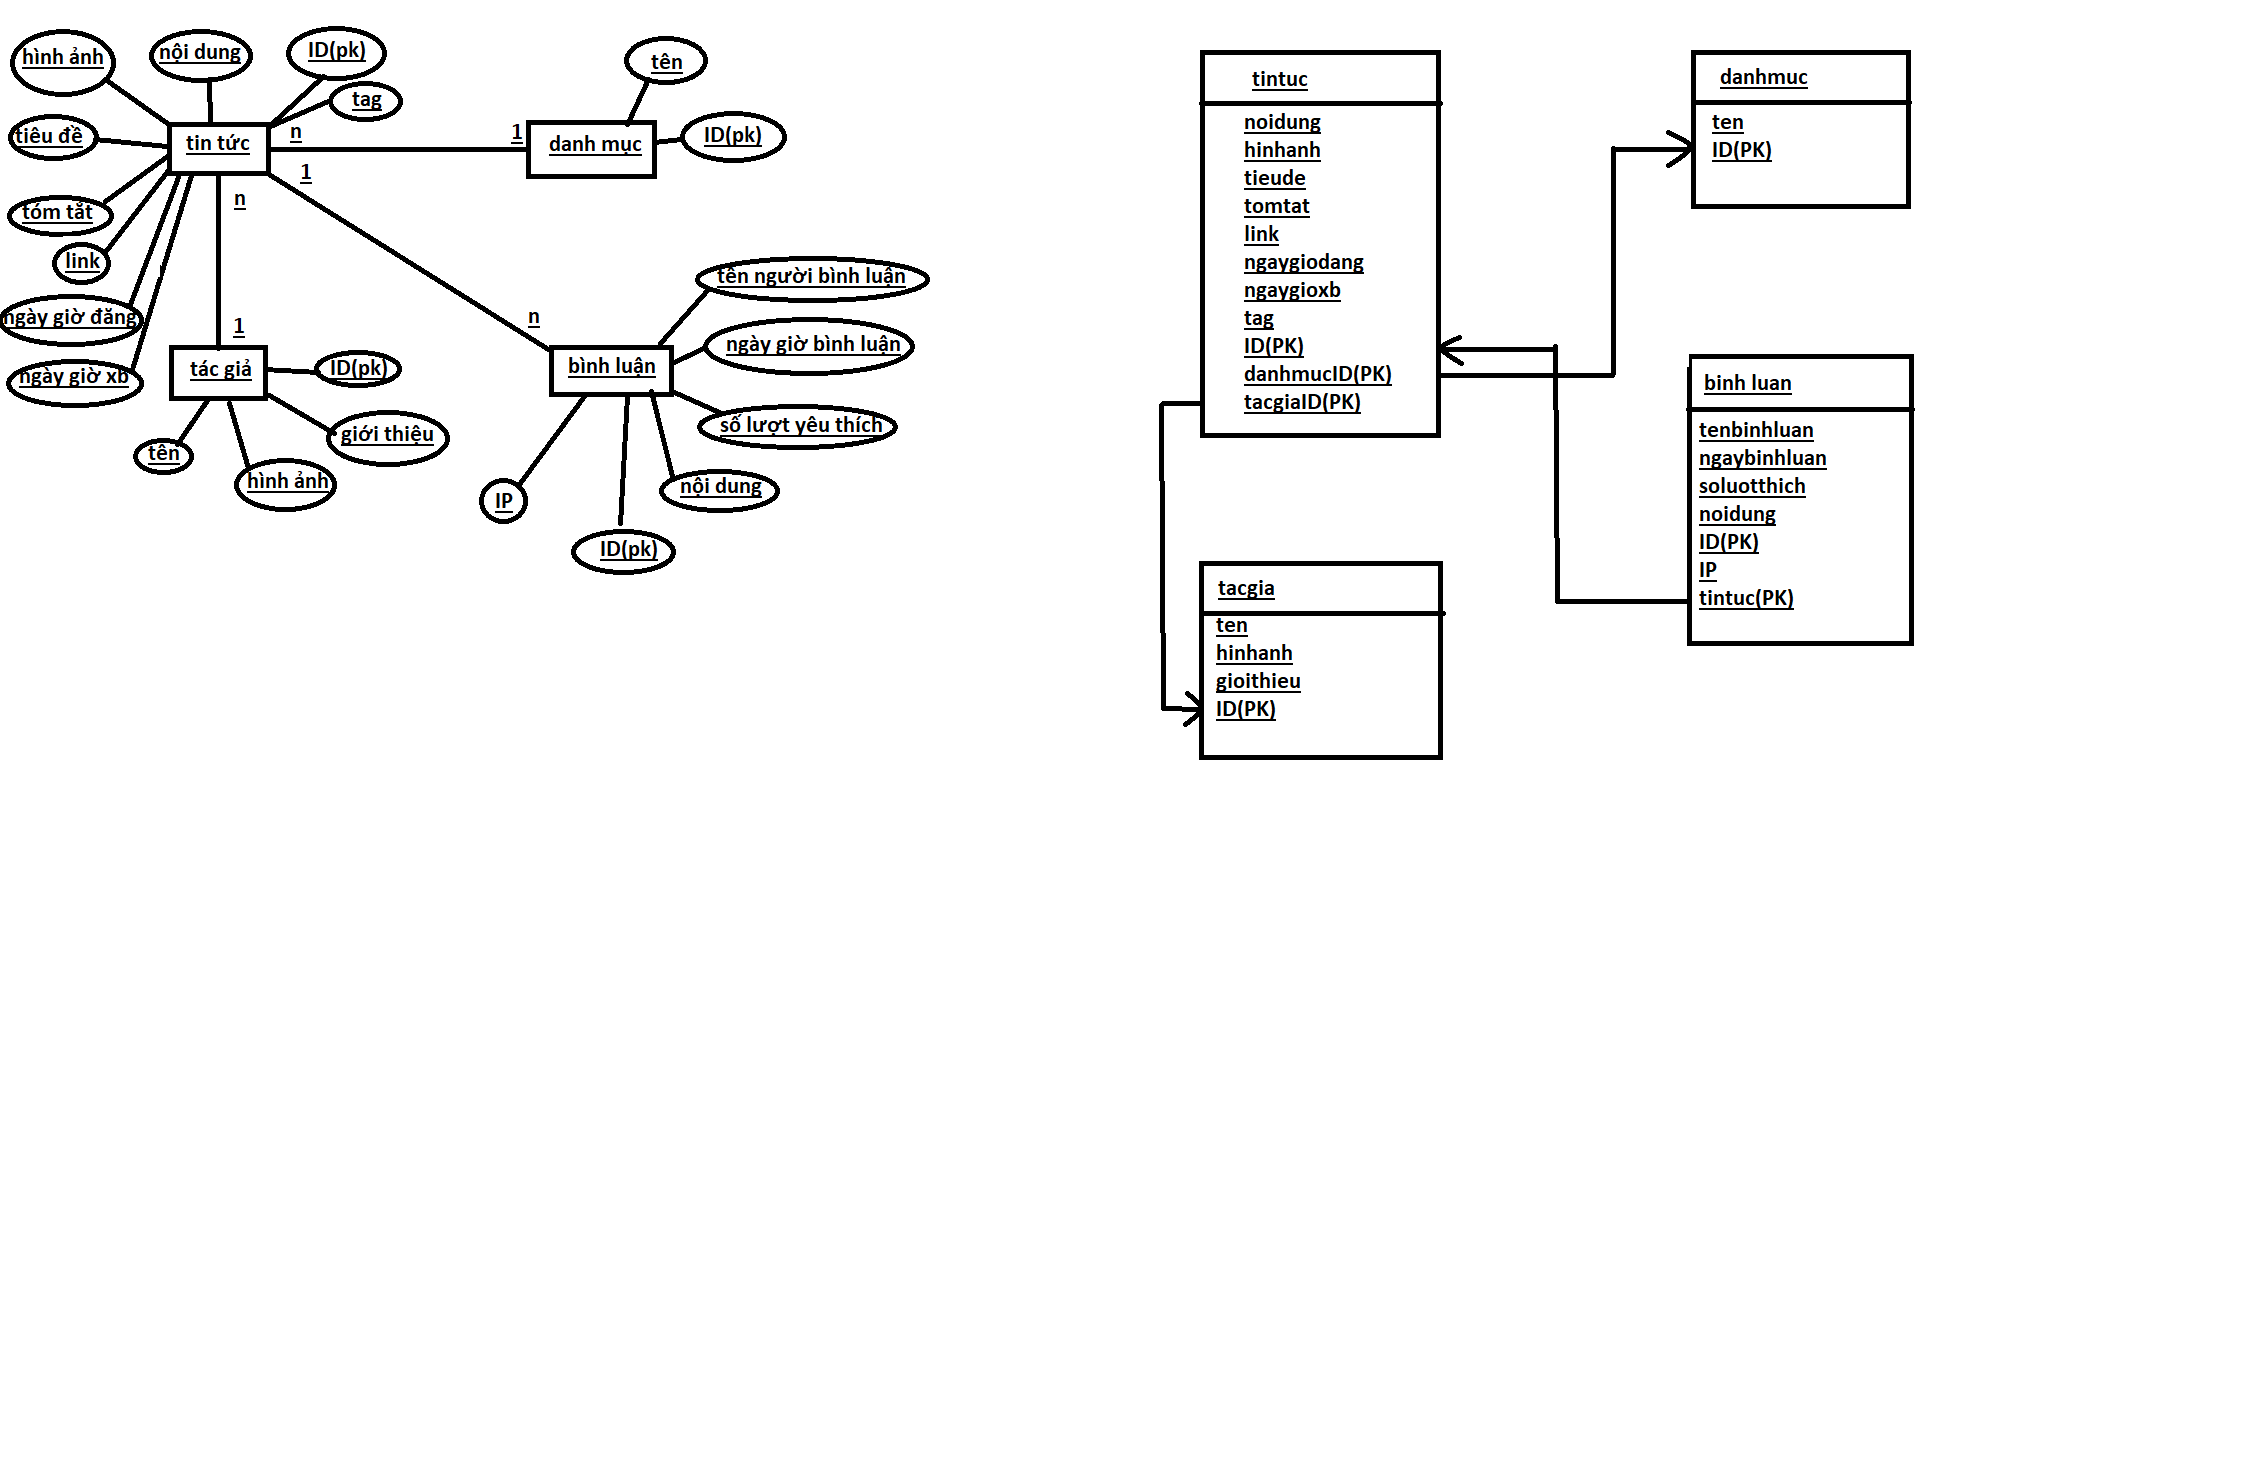 hình ảnh
nội dung
ID(pk)
tag
tiêu đề
tin tức
n
1
danh mục
tên
ID(pk)
1
n
tóm tắt
link
ngày giờ đăng
ngày giờ xb
1
tác giả
ID(pk)
giới thiệu
tên
hình ảnh
n
bình luận
tên người bình luận
ngày giờ bình luận
số lượt yêu thích
nội dung
IP
ID(pk)
tintuc
noidung
hinhanh
tieude
tomtat
link
ngaygiodang
ngaygioxb
tag
ID(PK)
danhmucID(PK)
tacgiaID(PK)
danhmuc
ten
ID(PK)
binh luan
tenbinhluan
ngaybinhluan
soluotthich
noidung
ID(PK)
IP
tintuc(PK)
tacgia
ten
hinhanh
gioithieu
ID(PK)